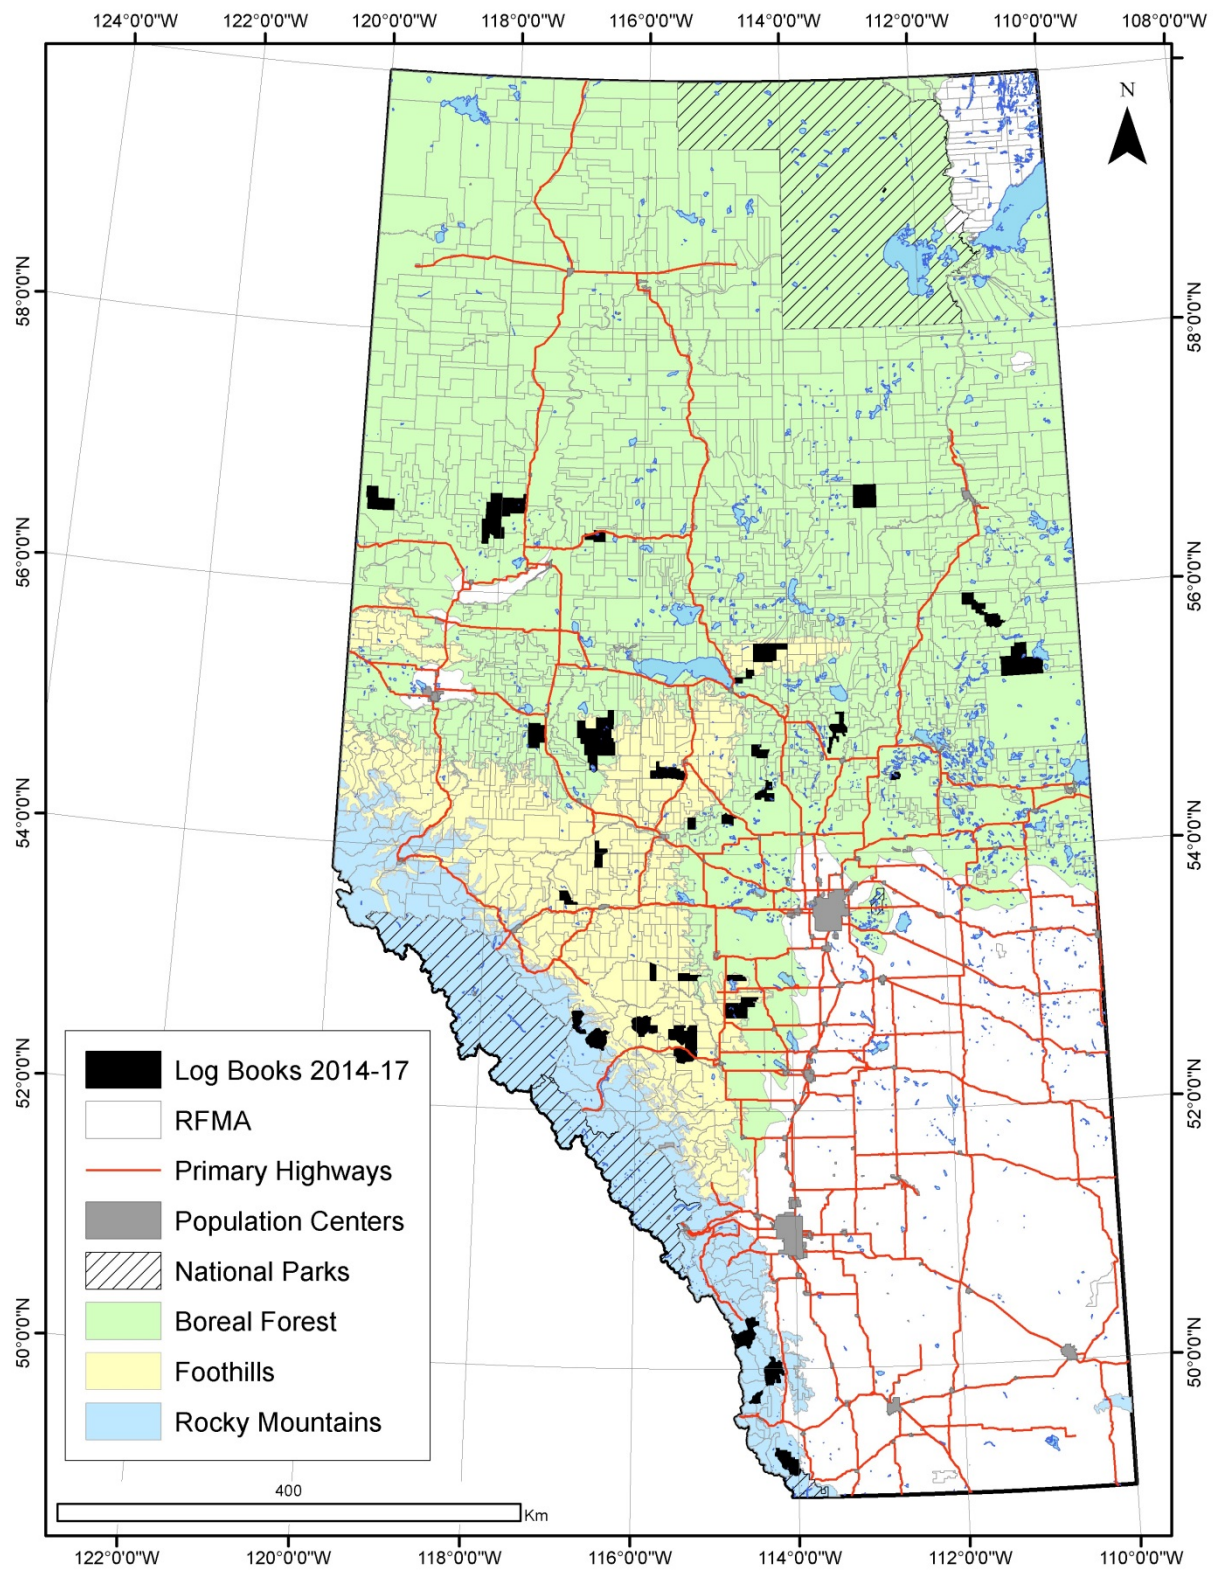 124°0'0"W 122°0'0"W 120°0'0"W 118°0'0"W 116°0'0"W 114°0'0"W 112°0'0"W 110°0'0"W 108°0'0"W
N
58°0'0"N
58°0'0"N
56°0'0"N
56°0'0"N
54°0'0"N
54°0'0"N
52°0'0"N
52°0'0"N
50°0'0"N
50°0'0"N
Log Books 2014-17
RFMA
Primary Highways
Population Centers
National Parks
Boreal Forest
Foothills
Rocky Mountains
400
Km
122°0'0"W 120°0'0"W 118°0'0"W 116°0'0"W 114°0'0"W 112°0'0"W 110°0'0"W